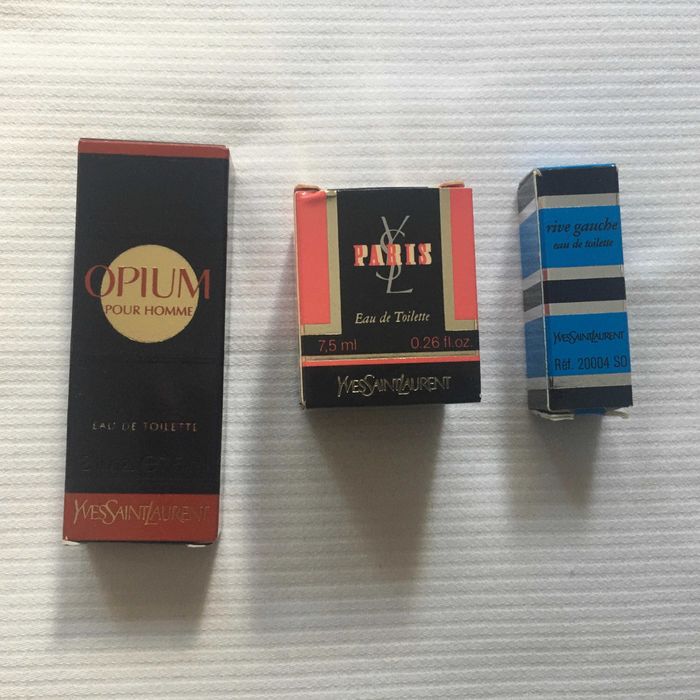 OPIUM
POUR HOMME
EAU DE TOILETTE
YVESSAINTLAURENT
YSL
PARIS
Eau de Toilette
7,5 ml 0.26 fl.oz.
YVESSAINTLAURENT
rive gauche
eau de toilette
YVESSAINTLAURENT
Réf. 20004 SO